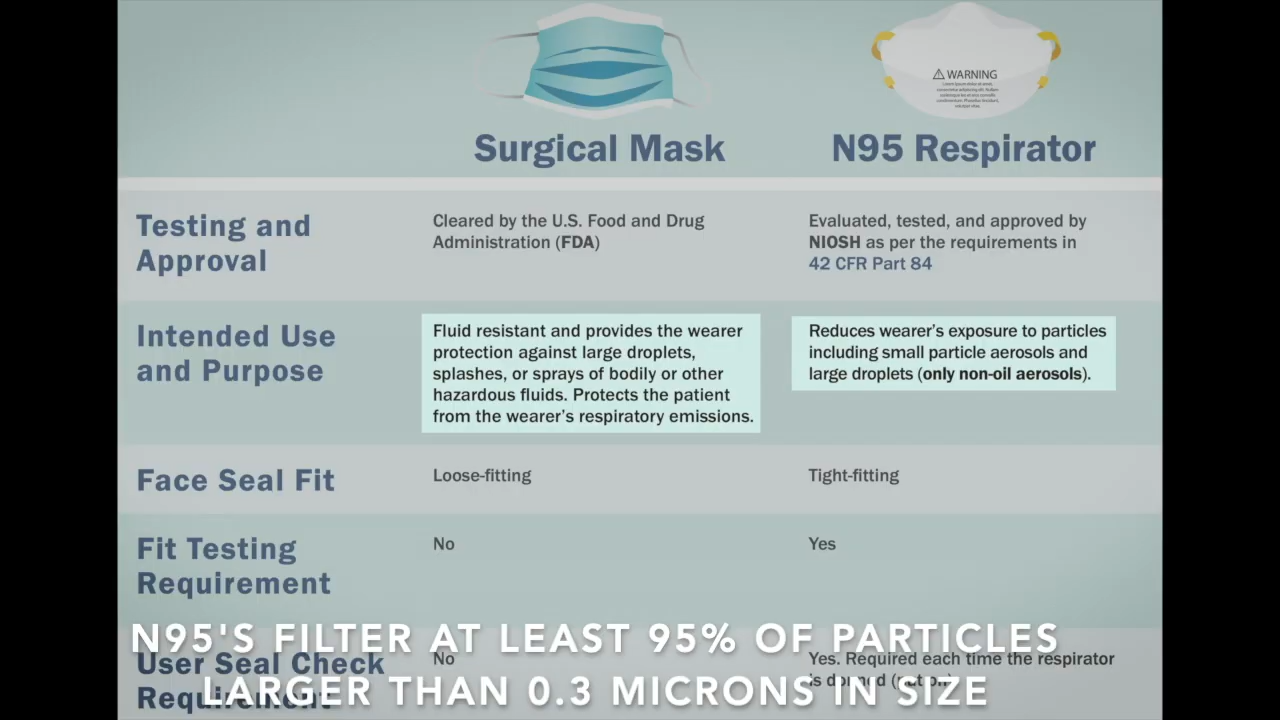 WARNING
Surgical Mask
N95 Respirator
Testing and
Approval
Cleared by the U.S. Food and Drug
Administration (FDA)
Evaluated, tested, and approved by
NIOSH as per the requirements in
42 CFR Part 84
Intended Use
and Purpose
Fluid resistant and provides the wearer
protection against large droplets,
splashes, or sprays of bodily or other
hazardous fluids. Protects the patient
from the wearer's respiratory emissions.
Reduces wearer's exposure to particles
including small particle aerosols and
large droplets (only non-oil aerosols).
Face Seal Fit
Loose-fitting
Tight-fitting
Fit Testing
Requirement
No
Yes
User Seal Check
Requirement
No
Yes. Required each time the respirator
is donned (put on)
N95'S FILTER AT LEAST 95% OF PARTICLES
LARGER THAN 0.3 MICRONS IN SIZE